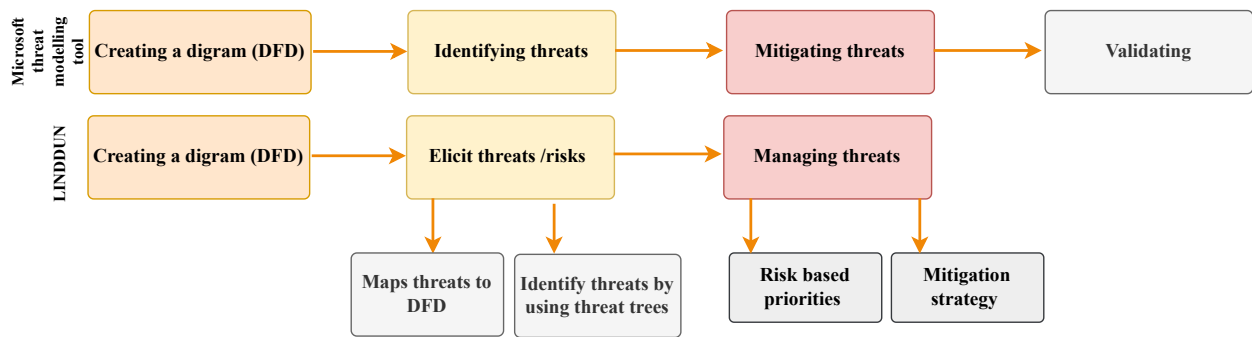 Microsoft
threat
modelling
tool
Creating a digram (DFD)
Identifying threats
Mitigating threats
Validating
LINDDUN
Creating a digram (DFD)
Elicit threats /risks
Managing threats
Maps threats to
DFD
Identify threats by
using threat trees
Risk based
priorities
Mitigation
strategy